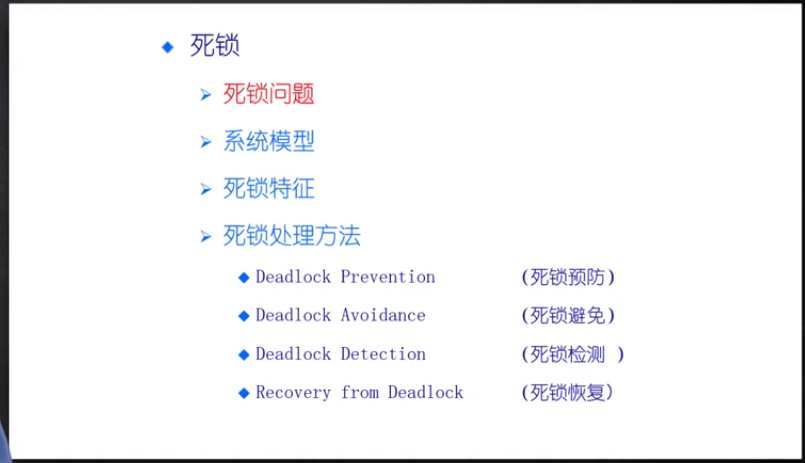 死锁
死锁问题
系统模型
死锁特征
死锁处理方法
Deadlock Prevention (死锁预防)
Deadlock Avoidance (死锁避免)
Deadlock Detection (死锁检测 )
Recovery from Deadlock (死锁恢复)